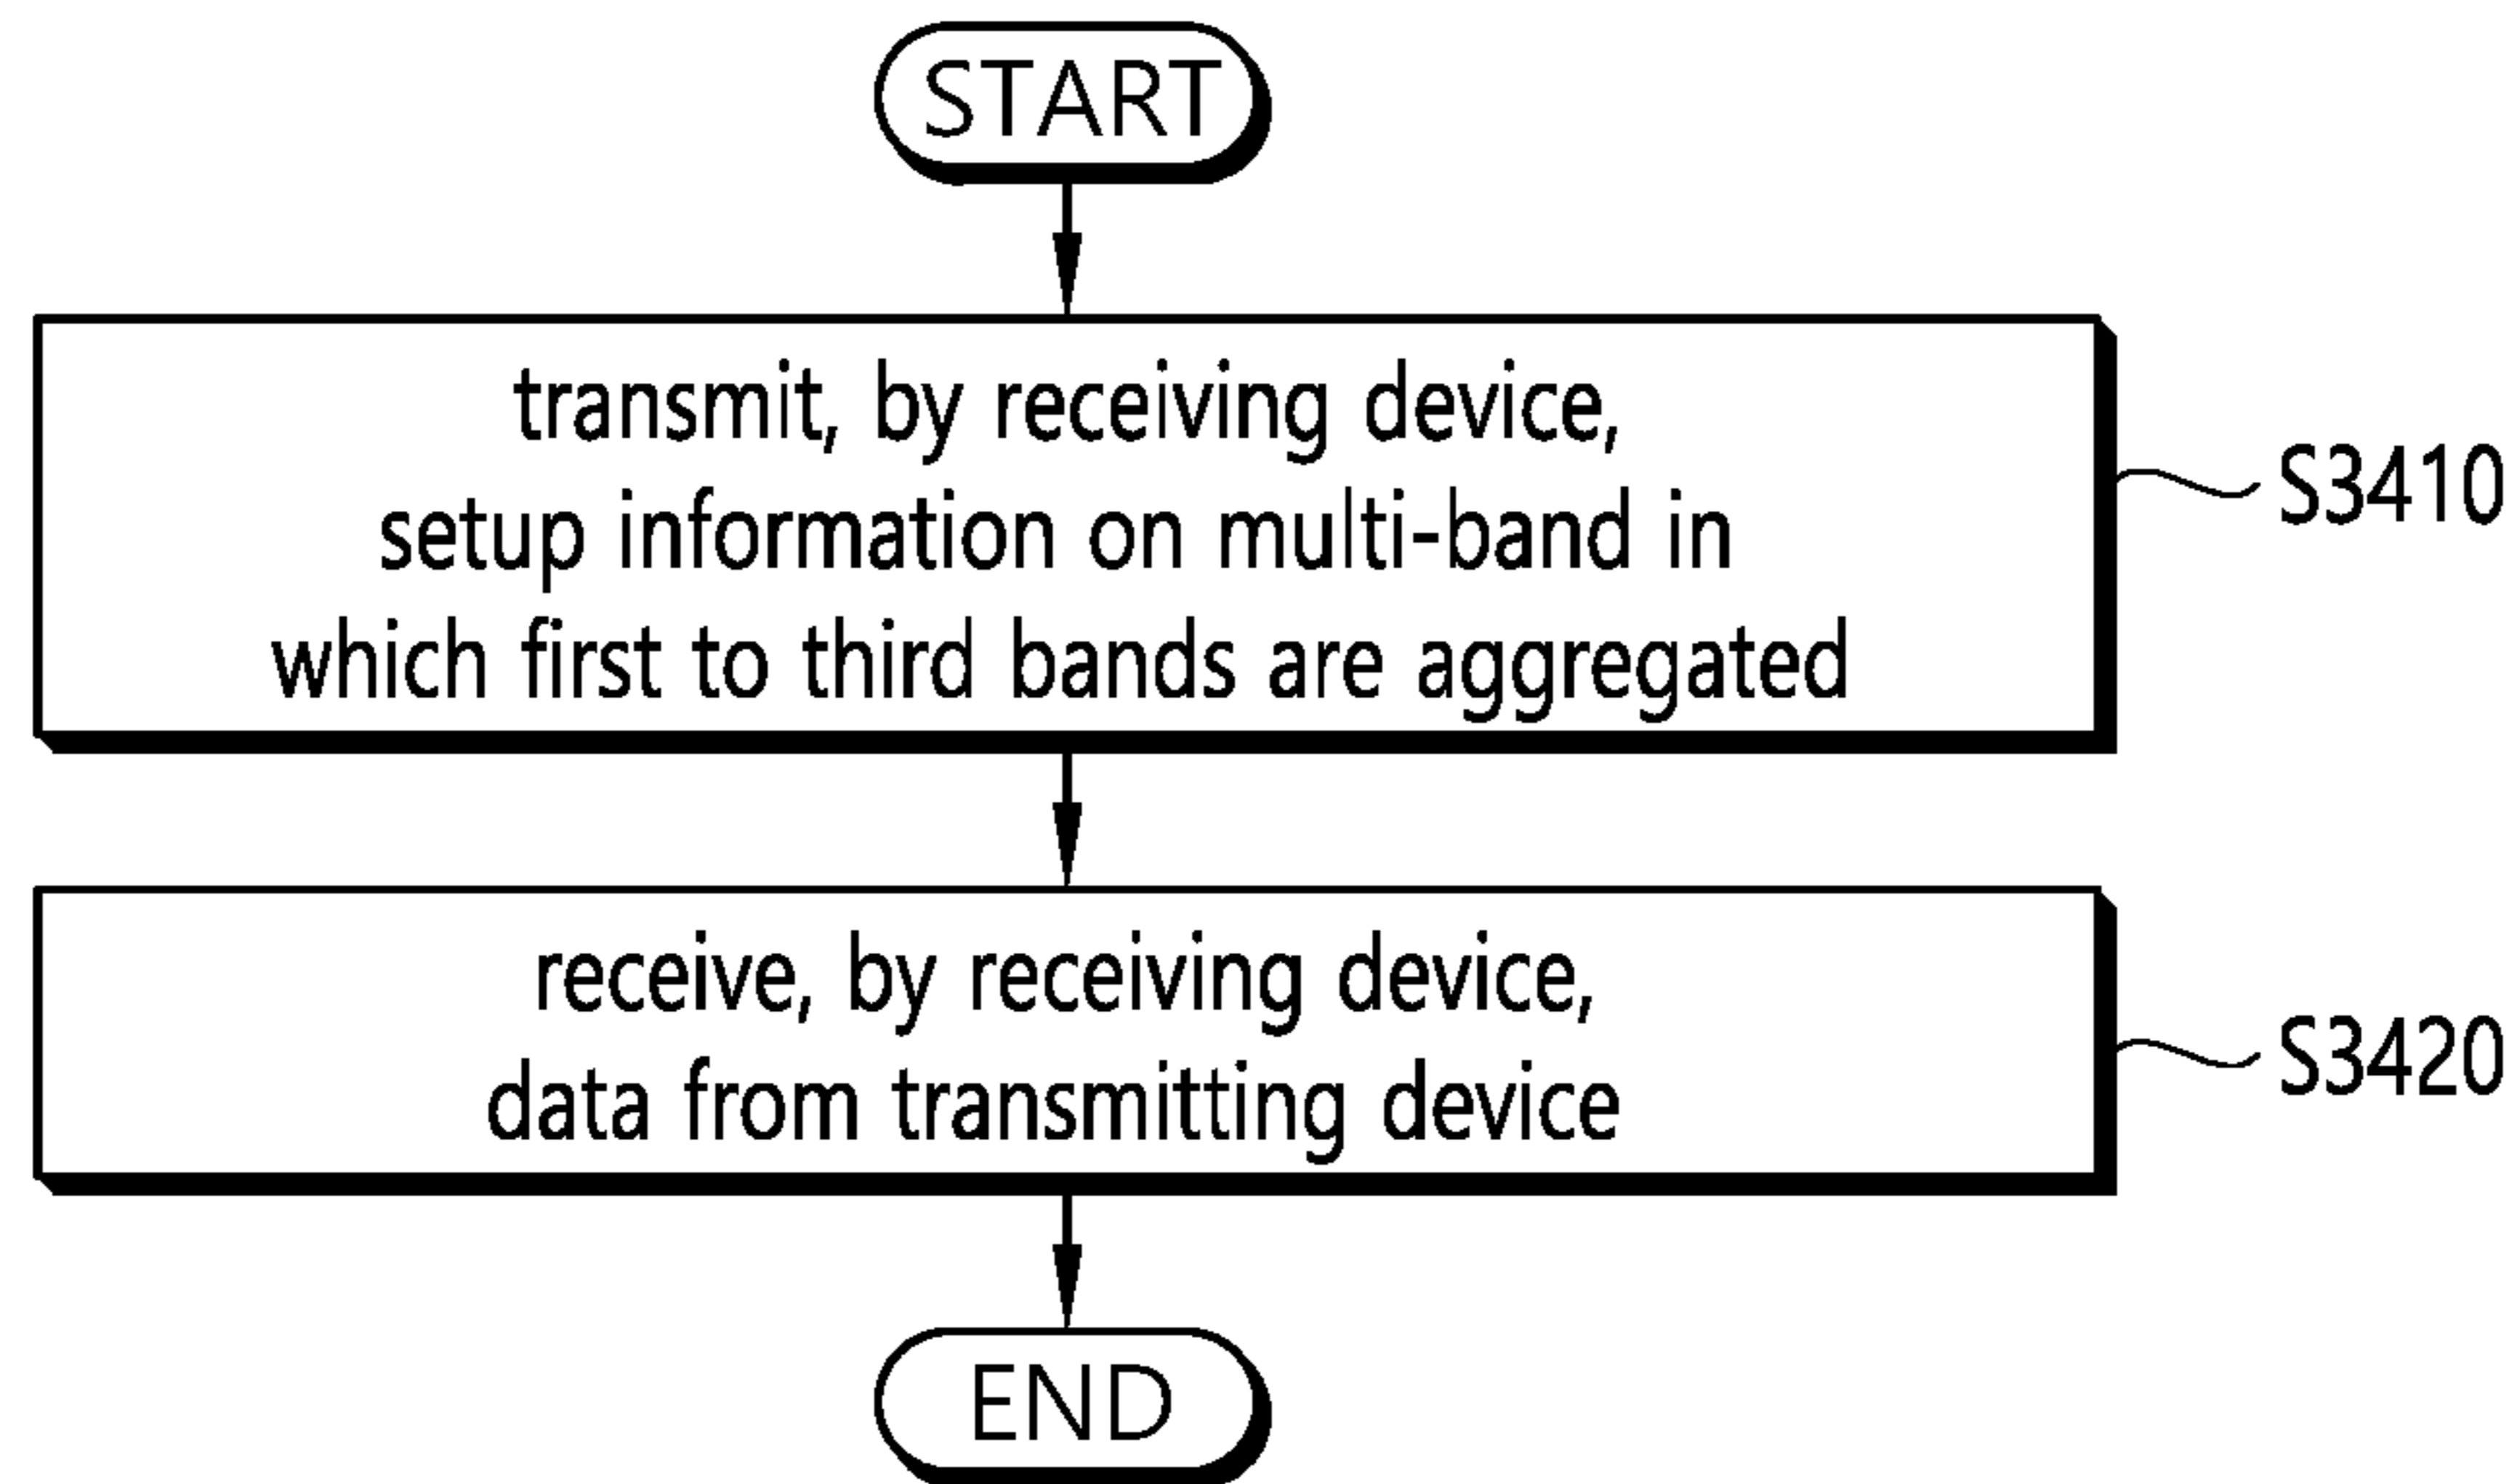 START
transmit, by receiving device,
setup information on multi-band in
which first to third bands are aggregated
S3410
receive, by receiving device,
data from transmitting device
S3420
END